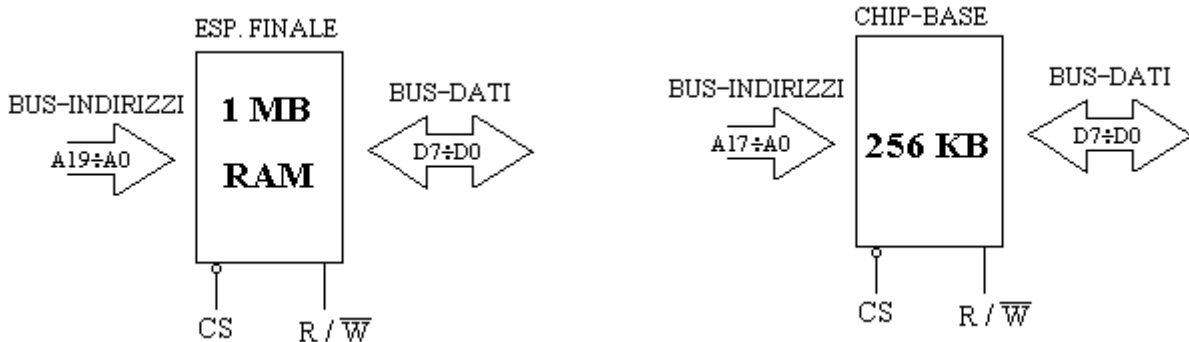 ESP. FINALE
BUS-INDIRIZZI
A19÷A0
1 MB
RAM
BUS-DATI
D7÷D0
CS
R / W̅
CHIP-BASE
BUS-INDIRIZZI
A17÷A0
256 KB
BUS-DATI
D7÷D0
CS
R / W̅